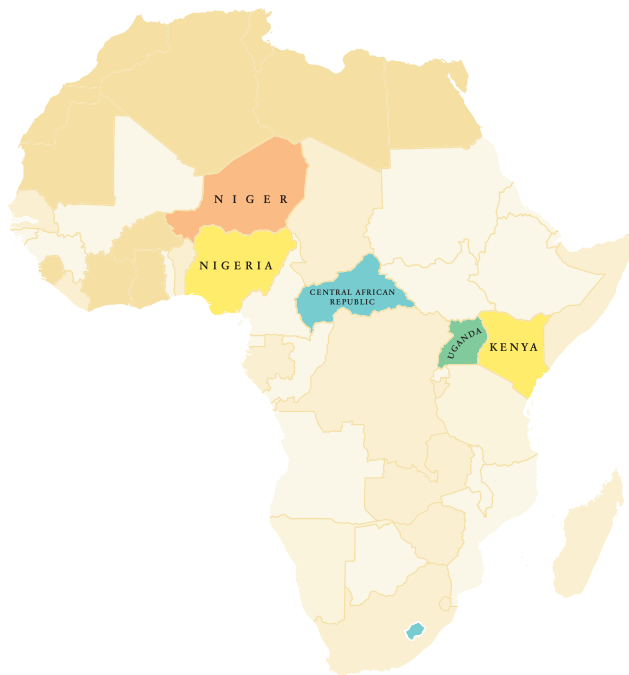 NIGER
NIGERIA
CENTRAL AFRICAN
REPUBLIC
UGANDA
KENYA